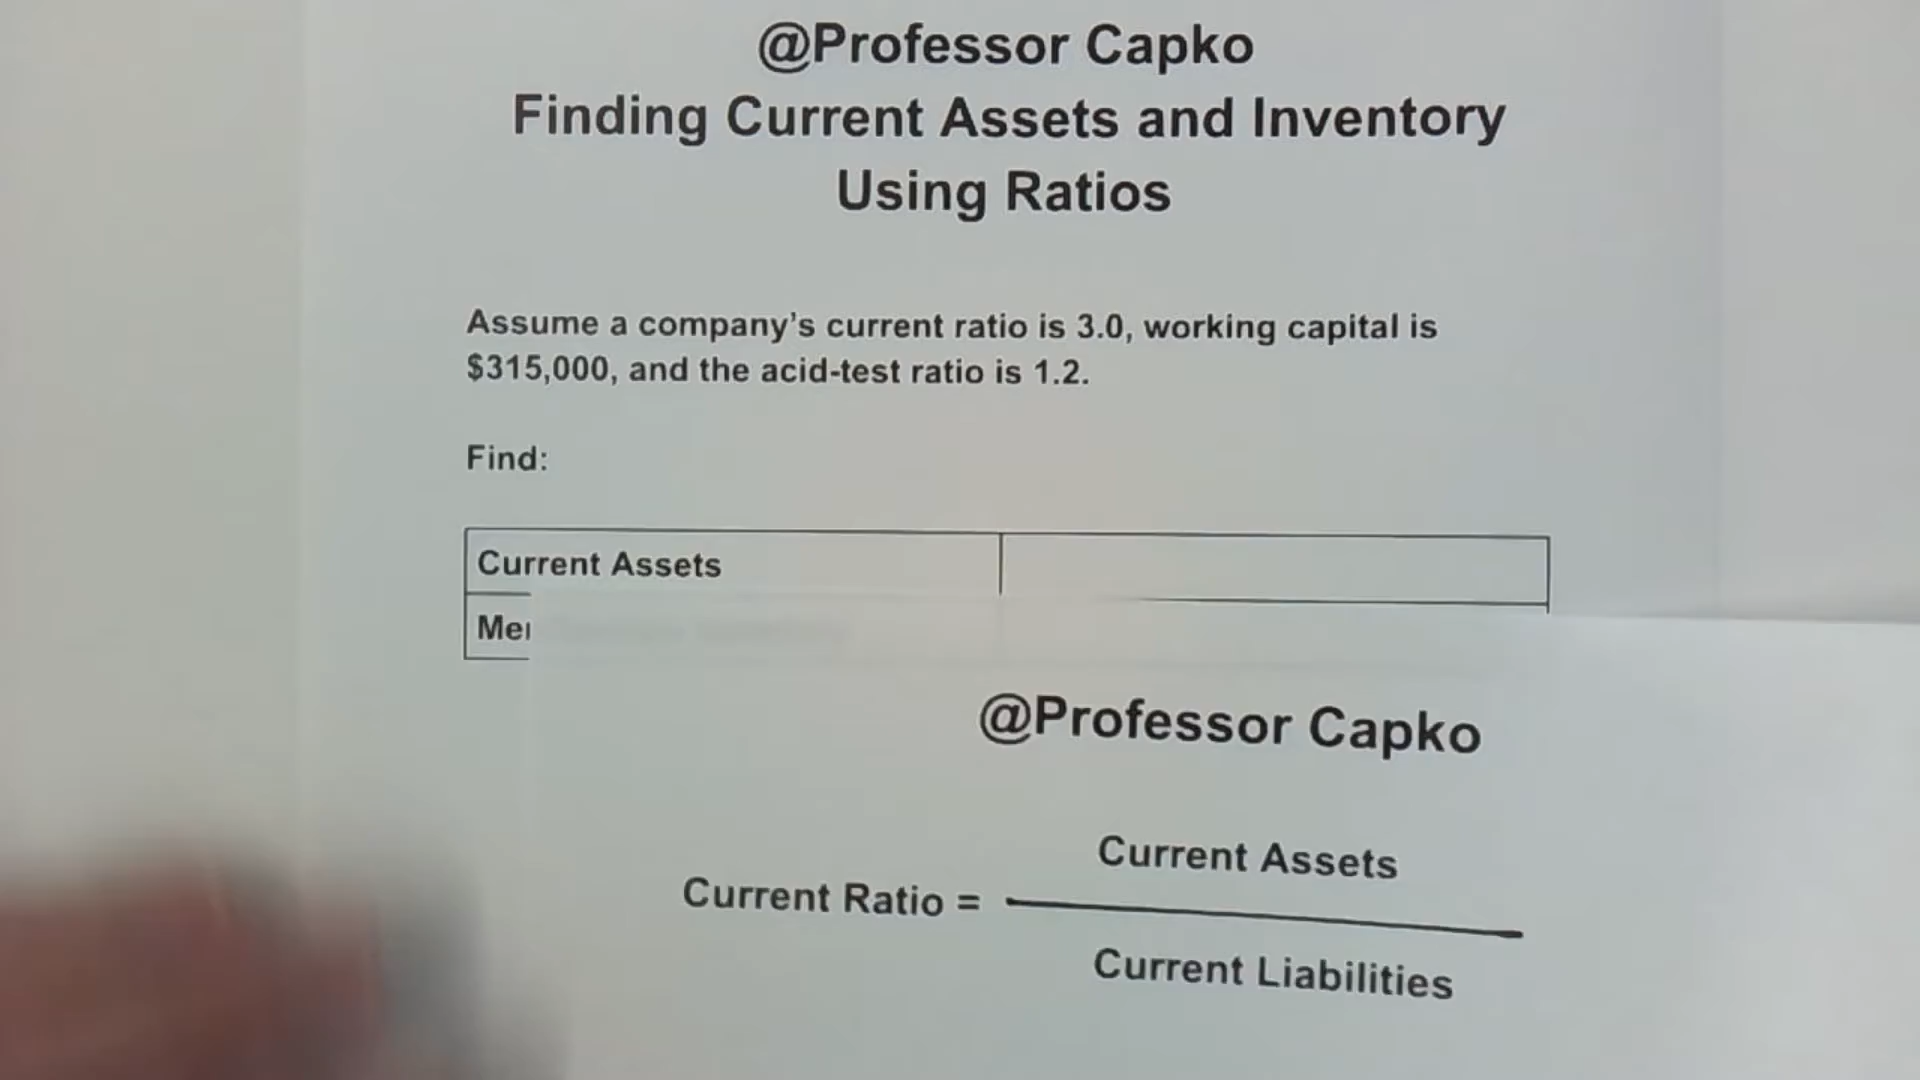 @Professor Capko
Finding Current Assets and Inventory
Using Ratios
Assume a company's current ratio is 3.0, working capital is
$315,000, and the acid-test ratio is 1.2.
Find:
Current Assets
@Professor Capko
Current Assets
Current Ratio =
Current Liabilities